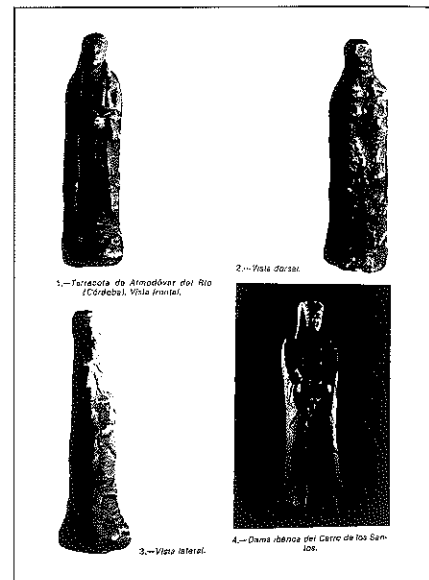 1.—Terracota de Almodóvar del Río
(Córdoba). Vista frontal.
2.—Vista dorsal.
3.—Vista lateral.
4.—Dama ibérica del Cerro de los San-
tos.